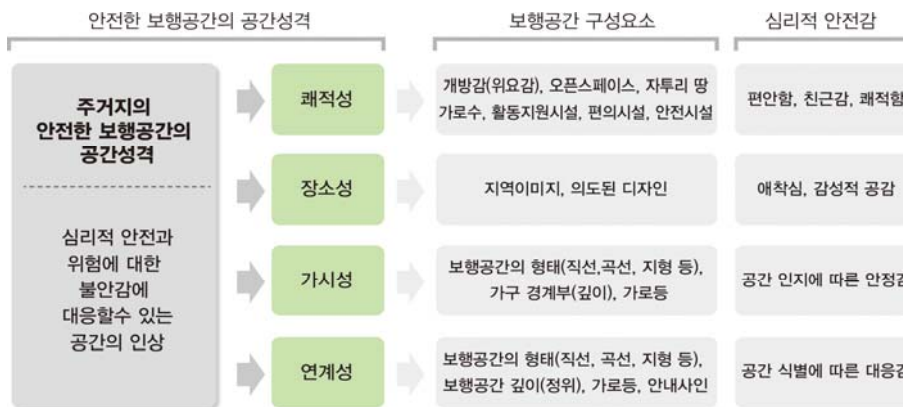 안전한 보행공간의 공간성격
보행공간 구성요소
심리적 안전감
주거지의
안전한 보행공간의
공간성격
심리적 안전과
위험에 대한
불안감에
대응할수 있는
공간의 인상
쾌적성
개방감(위요감), 오픈스페이스, 자투리 땅
가로수, 활동지원시설, 편의시설, 안전시설
편안함, 친근감, 쾌적함
장소성
지역이미지, 의도된 디자인
애착심, 감성적 공감
가시성
보행공간의 형태(직선,곡선, 지형 등),
가구 경계부(깊이), 가로등
공간 인지에 따른 안정감
연계성
보행공간의 형태(직선, 곡선, 지형 등),
보행공간 깊이(정위), 가로등, 안내사인
공간 식별에 따른 대응감